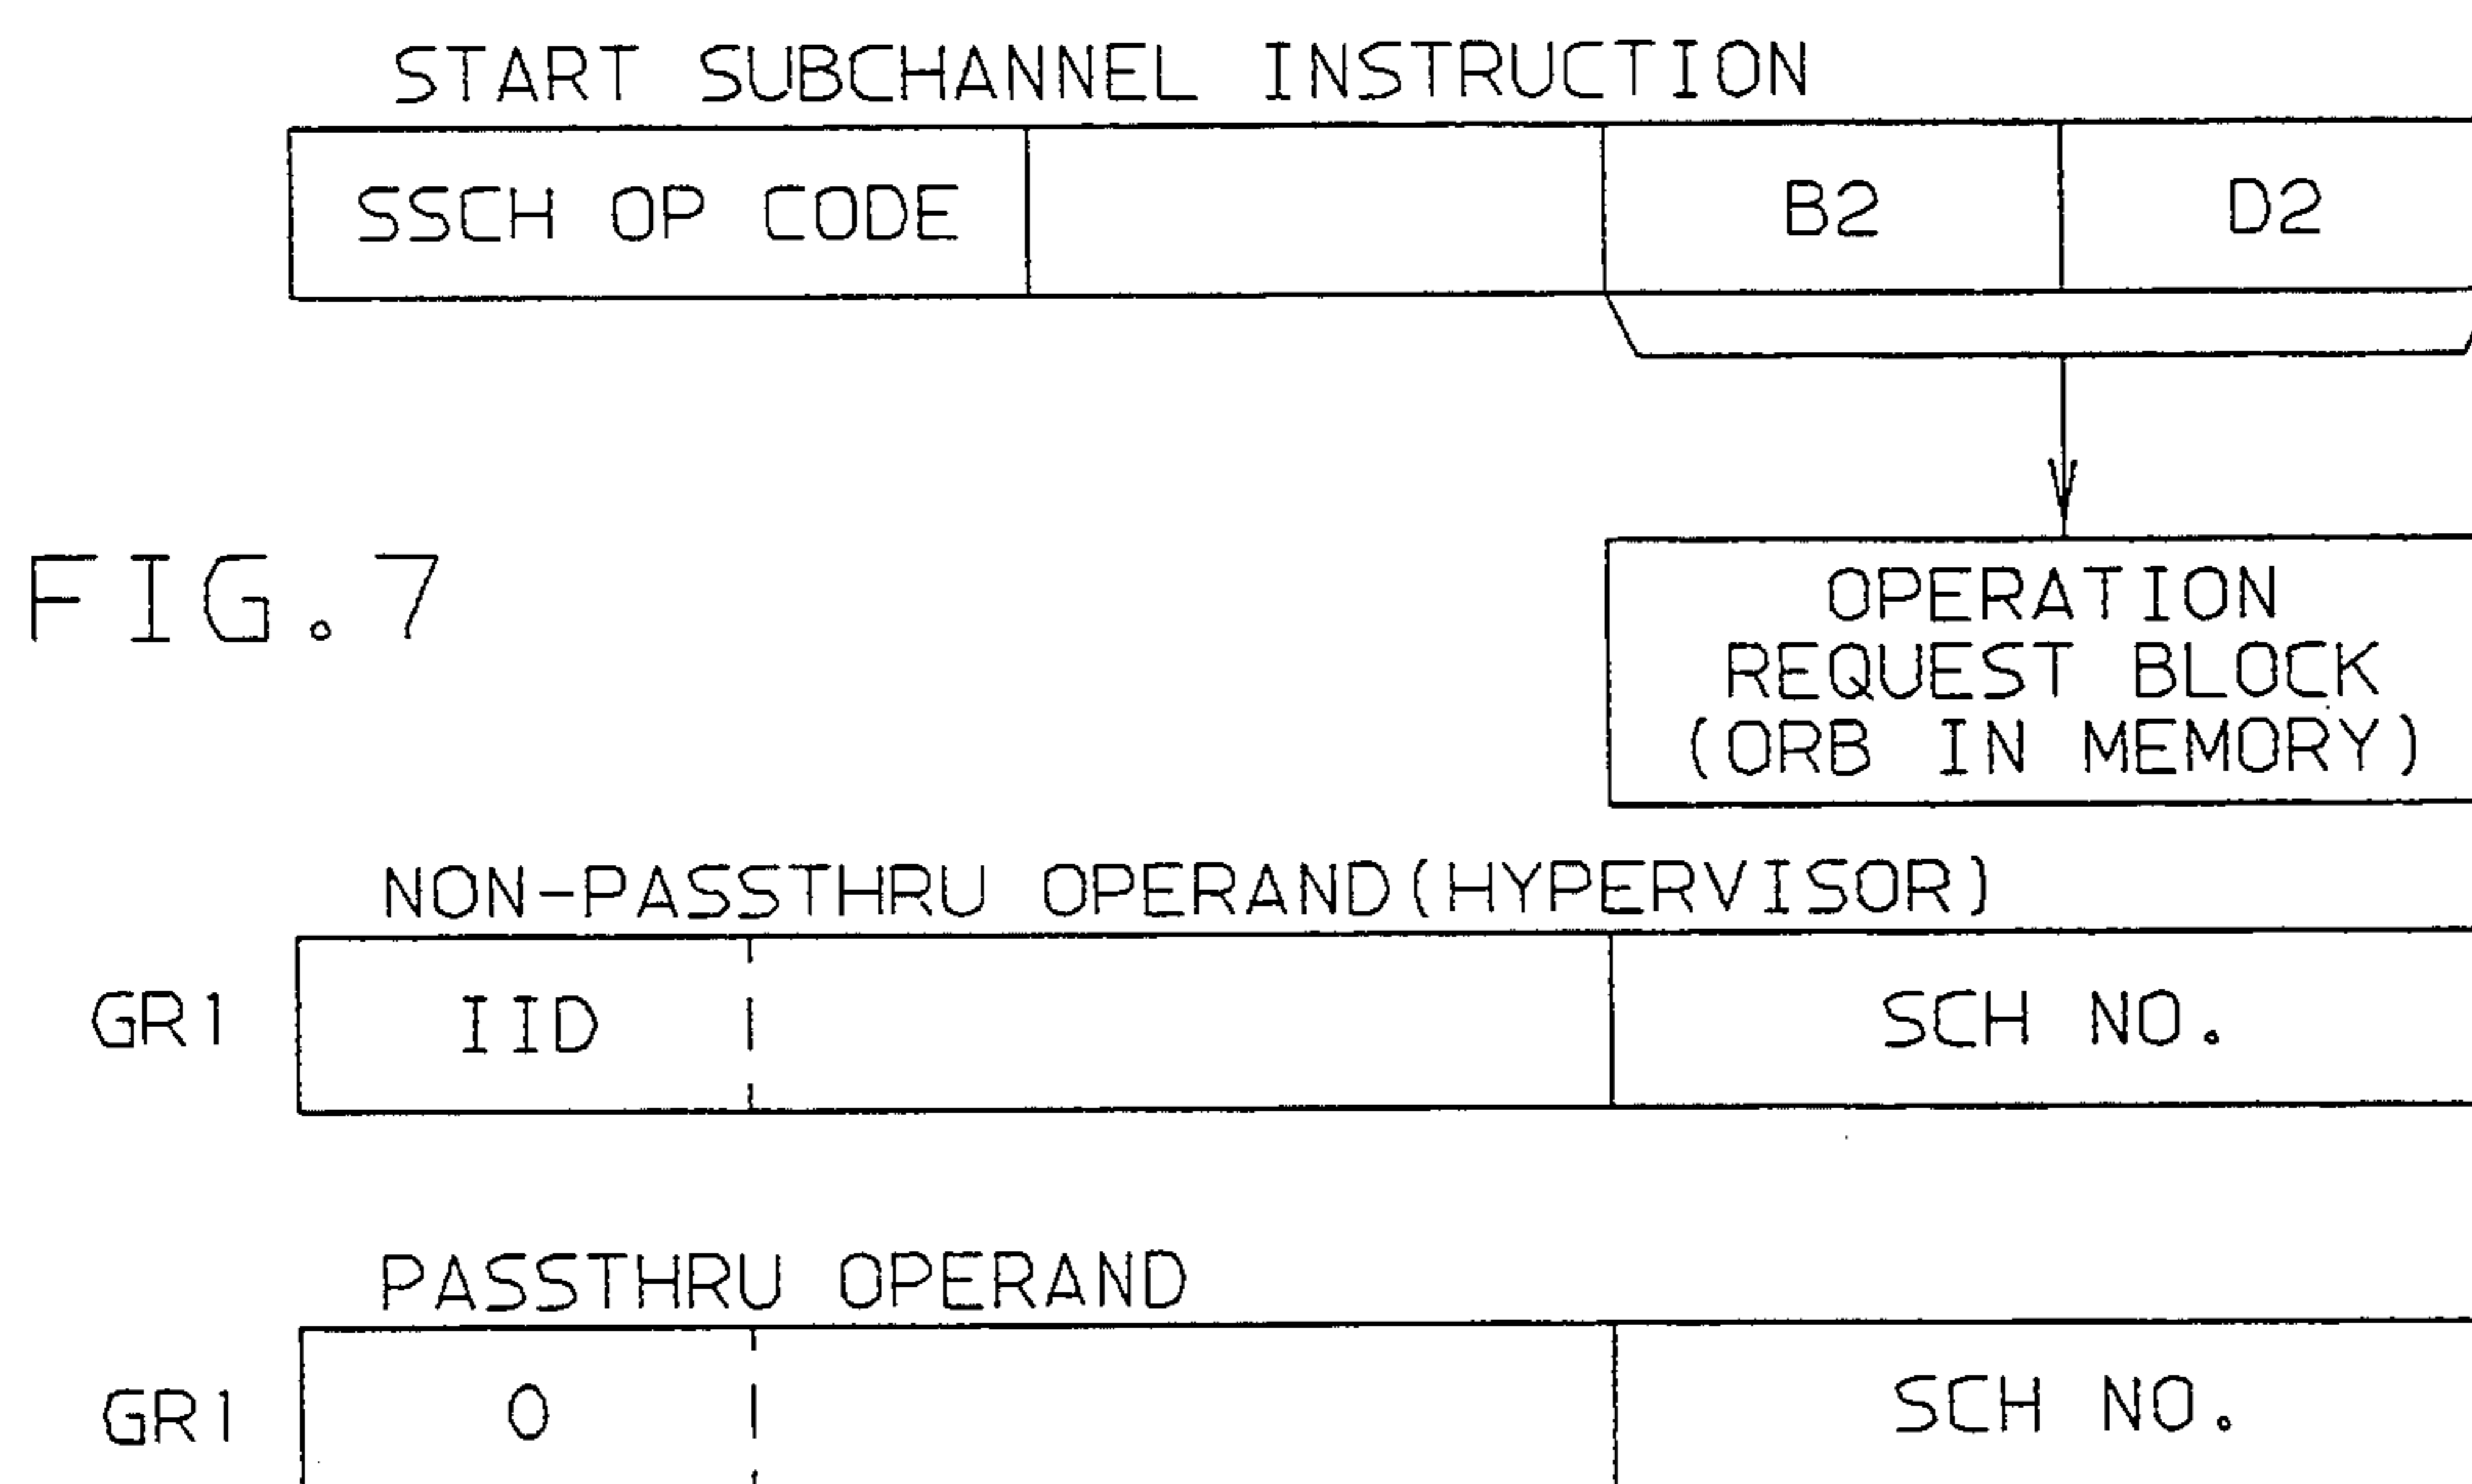 START SUBCHANNEL INSTRUCTION
SSCH OP CODE B2 D2
FIG.7
OPERATION
REQUEST BLOCK
(ORB IN MEMORY)
NON-PASSTHRU OPERAND(HYPERVISOR)
GR1 IID SCH NO.
PASSTHRU OPERAND
GR1 0 SCH NO.